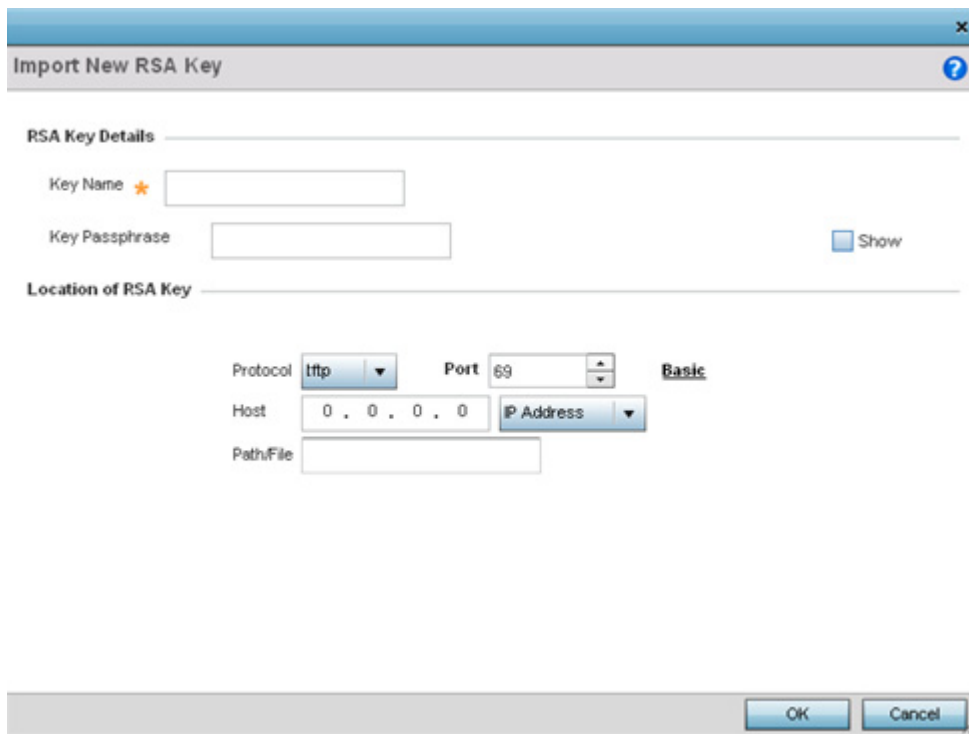 Import New RSA Key
RSA Key Details
Key Name *
Key Passphrase
Show
Location of RSA Key
Protocol tftp Port 69 Basic
Host 0 . 0 . 0 . 0 IP Address
Path/File
OK Cancel